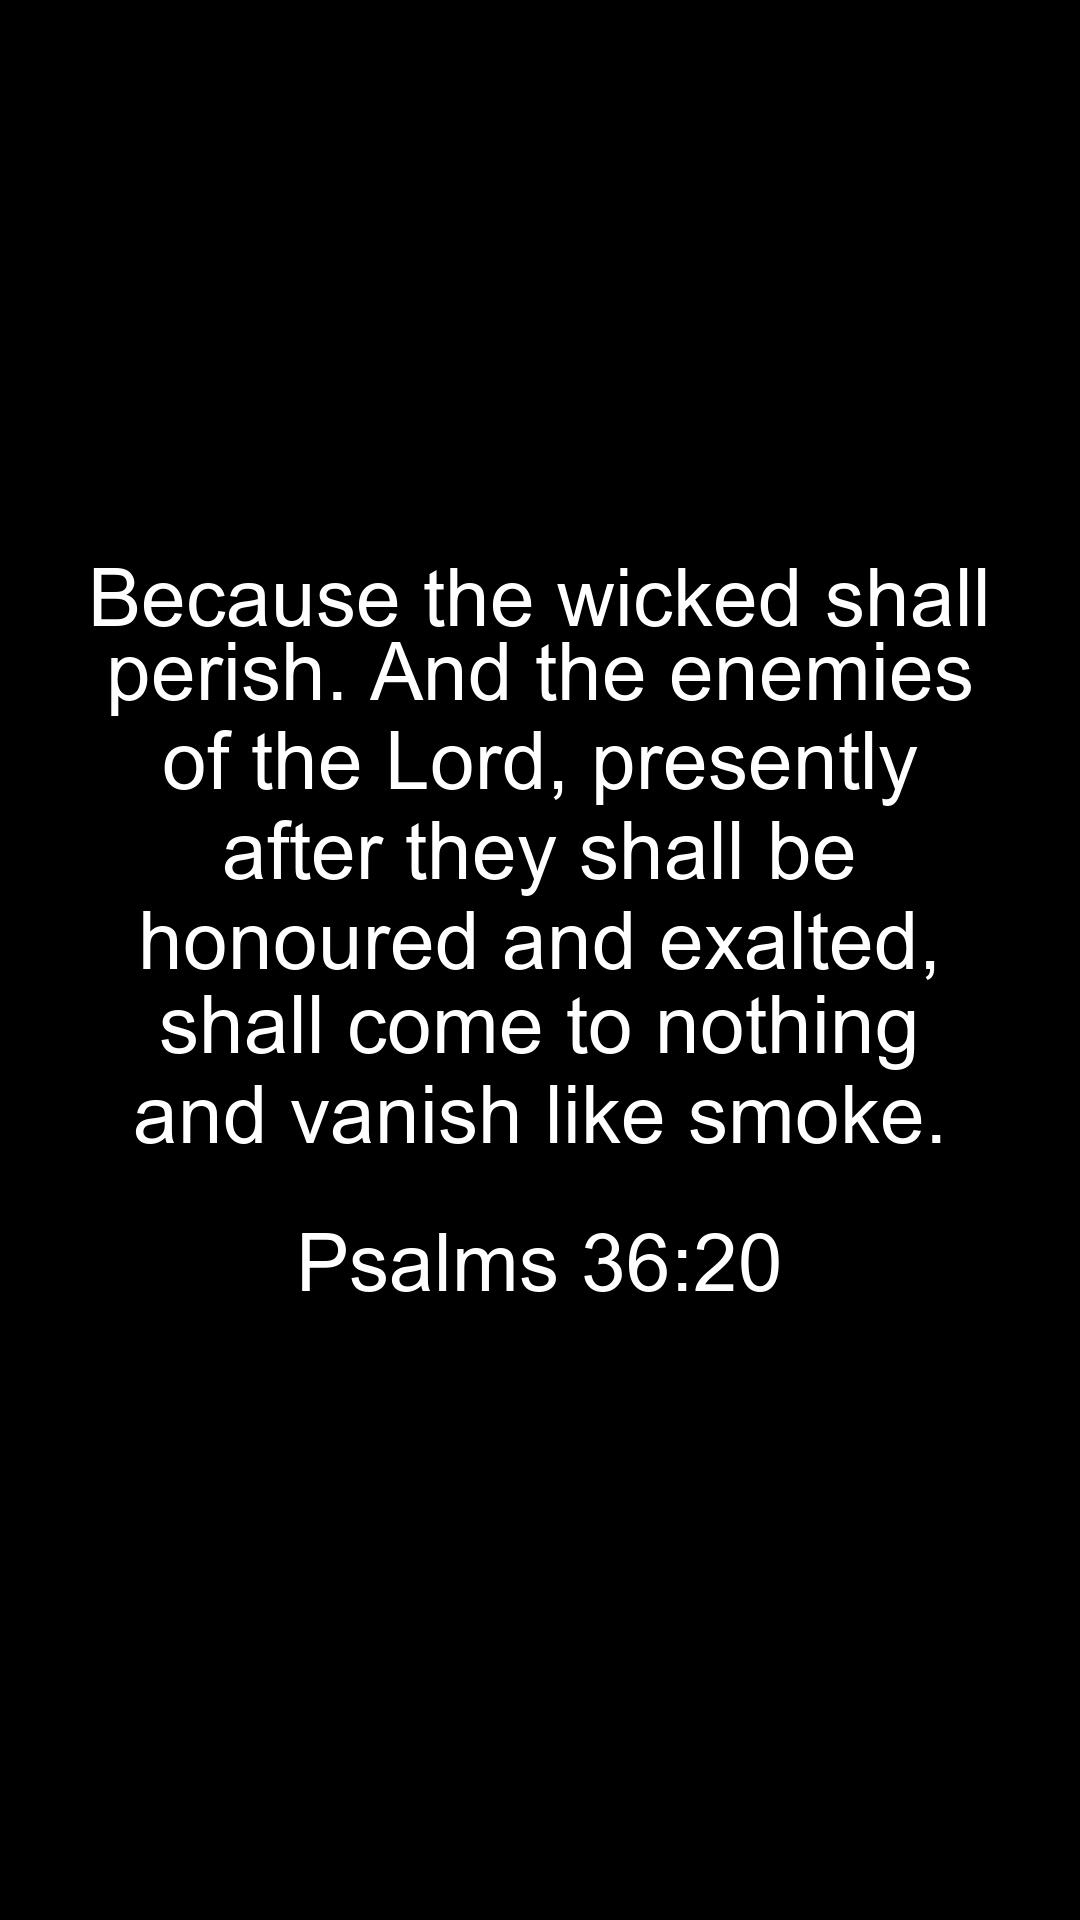 Because the wicked shall
perish. And the enemies
of the Lord, presently
after they shall be
honoured and exalted,
shall come to nothing
and vanish like smoke.
Psalms 36:20